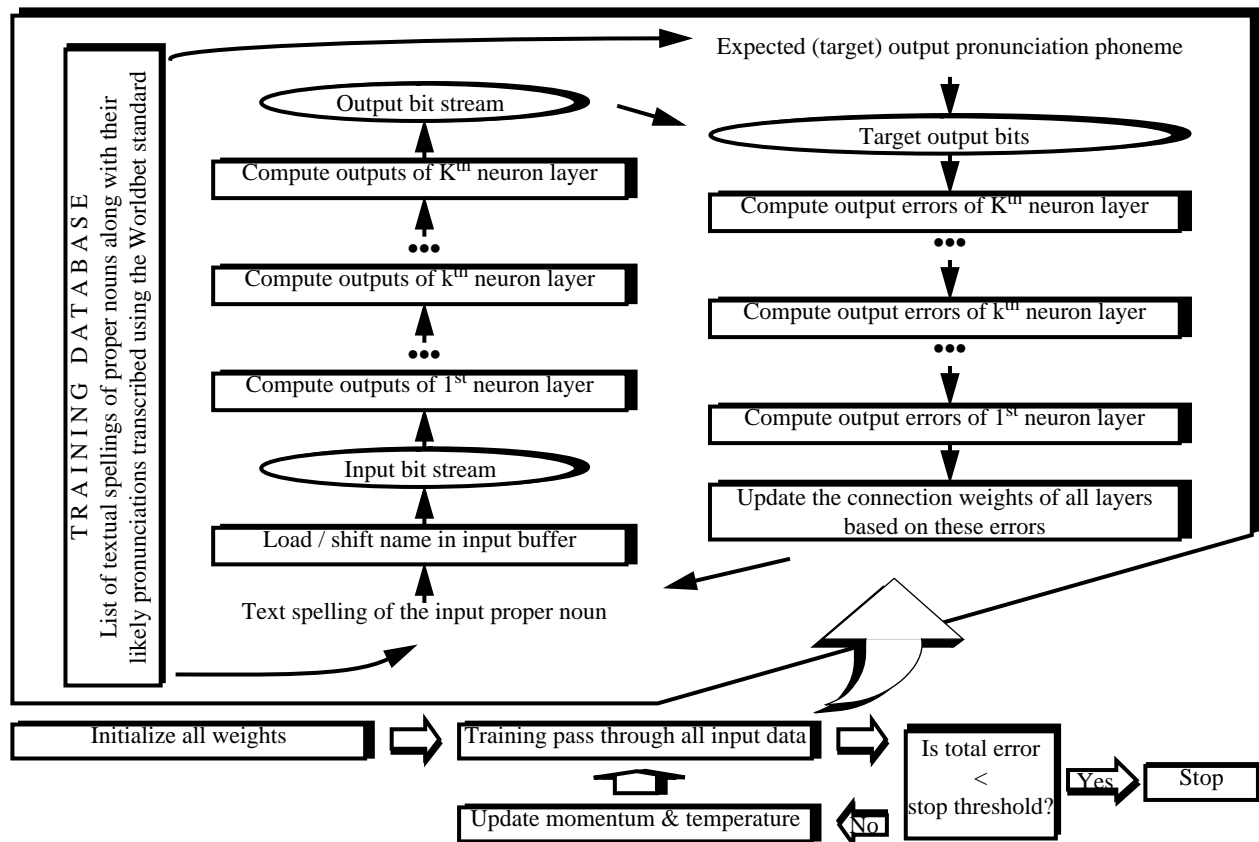 TRAINING DATABASE
List of textual spellings of proper nouns along with their
likely pronunciations transcribed using the Worldbet standard
Output bit stream
Compute outputs of Kth neuron layer
•••
Compute outputs of kth neuron layer
•••
Compute outputs of 1st neuron layer
Input bit stream
Load / shift name in input buffer
Text spelling of the input proper noun
Expected (target) output pronunciation phoneme
Target output bits
Compute output errors of Kth neuron layer
•••
Compute output errors of kth neuron layer
•••
Compute output errors of 1st neuron layer
Update the connection weights of all layers
based on these errors
Initialize all weights
Training pass through all input data
Is total error
<
stop threshold?
Yes
Stop
No
Update momentum & temperature